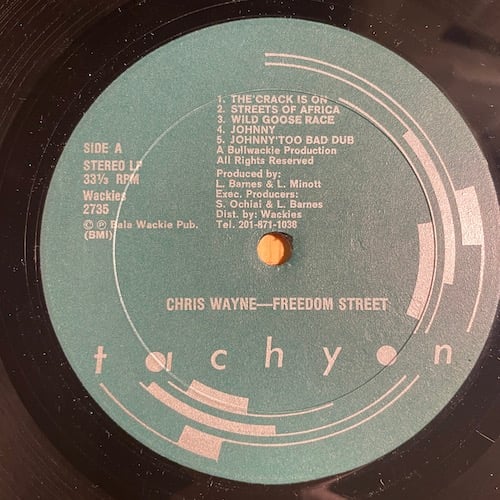 1. THE CRACK IS ON
2. STREETS OF AFRICA
3. WILD GOOSE RACE
4. JOHNNY
5. JOHNNY TOO BAD DUB
A Bullwackie Production
All Rights Reserved
Produced by:
L. Barnes & L. Minott
Exec. Producers:
S. Ochiai & L. Barnes
Dist. by: Wackies
Tel. 201-871-1038
SIDE A
STEREO LP
33⅓ RPM
Wackies
2735
© ℗ Bala Wackie Pub.
(BMI)
CHRIS WAYNE—FREEDOM STREET
tachyon